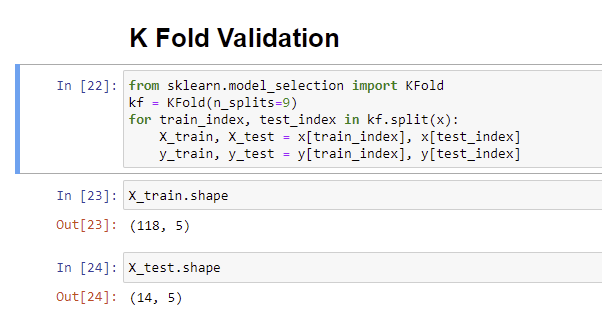 K Fold Validation
In [22]: from sklearn.model_selection import KFold
kf = KFold(n_splits=9)
for train_index, test_index in kf.split(x):
    X_train, X_test = x[train_index], x[test_index]
    y_train, y_test = y[train_index], y[test_index]
In [23]: X_train.shape
Out[23]: (118, 5)
In [24]: X_test.shape
Out[24]: (14, 5)